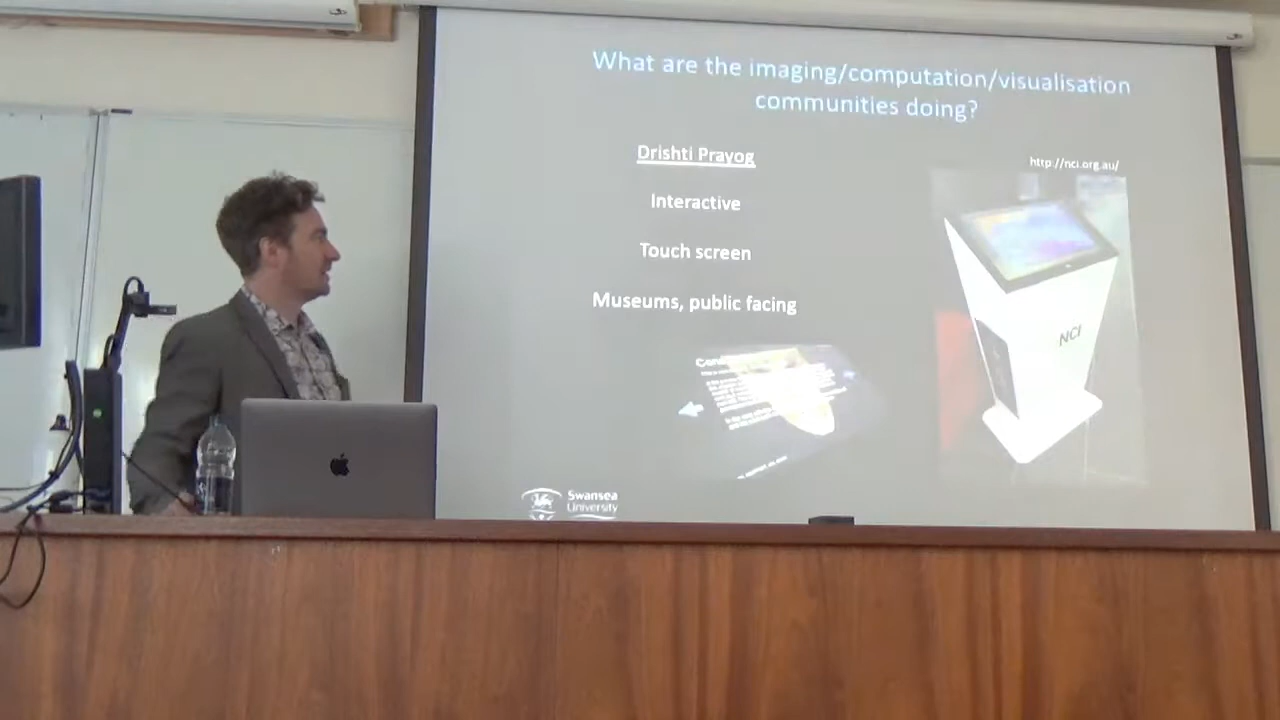 What are the imaging/computation/visualisation
communities doing?
Drishti Prayog
http://nci.org.au/
Interactive
Touch screen
Museums, public facing
NCI
Swansea
University